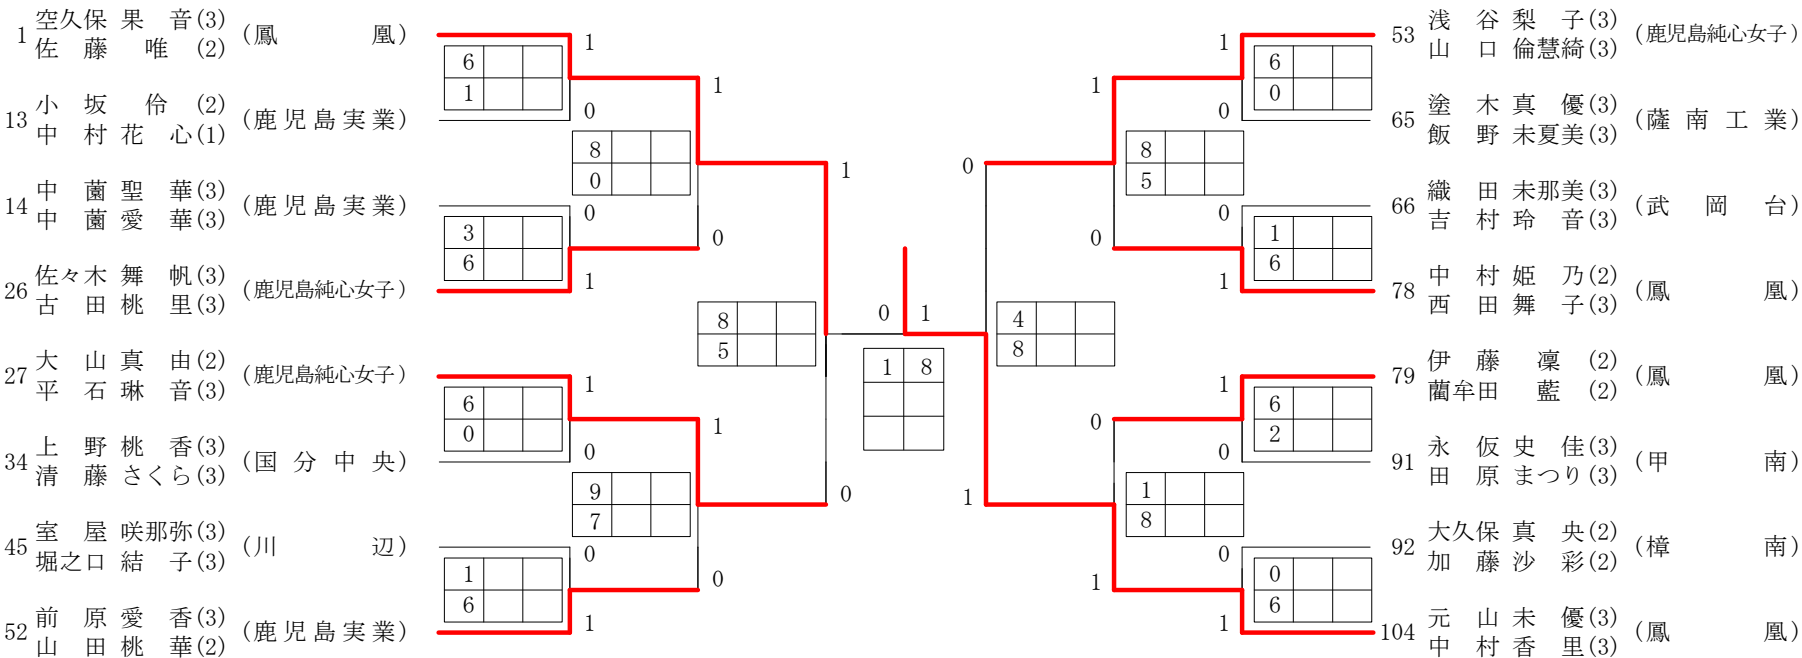 1 空久保 果 音(3) (鳳 凰)
佐 藤 唯 (2)
13 小 坂 伶 (2) (鹿児島実業)
中 村 花 心(1)
14 中 薗 聖 華(3) (鹿児島実業)
中 薗 愛 華(3)
26 佐々木 舞 帆(3) (鹿児島純心女子)
古 田 桃 里(3)
27 大 山 真 由(2) (鹿児島純心女子)
平 石 琳 音(3)
34 上 野 桃 香(3) (国分中央)
清 藤 さくら(3)
45 室 屋 咲那弥(3) (川 辺)
堀之口 結 子(3)
52 前 原 愛 香(3) (鹿児島実業)
山 田 桃 華(2)
1
6
1
0
0
3
6
1
1
6
0
0
0
1
6
1
1
8
0
0
1
9
7
0
1
8
5
0
0 1
1 8
0
4
8
1
1
8
5
0
0
1
8
1
1
6
0
0
0
1
6
1
1
6
2
0
0
0
6
1
53 浅 谷 梨 子(3) (鹿児島純心女子)
山 口 倫慧綺(3)
65 塗 木 真 優(3) (薩南工業)
飯 野 未夏美(3)
66 織 田 未那美(3) (武岡台)
吉 村 玲 音(3)
78 中 村 姫 乃(2) (鳳 凰)
西 田 舞 子(3)
79 伊 藤 凜 (2) (鳳 凰)
藺牟田 藍 (2)
91 永 仮 史 佳(3) (甲 南)
田 原 まつり(3)
92 大久保 真 央(2) (樟 南)
加 藤 沙 彩(2)
104 元 山 未 優(3) (鳳 凰)
中 村 香 里(3)